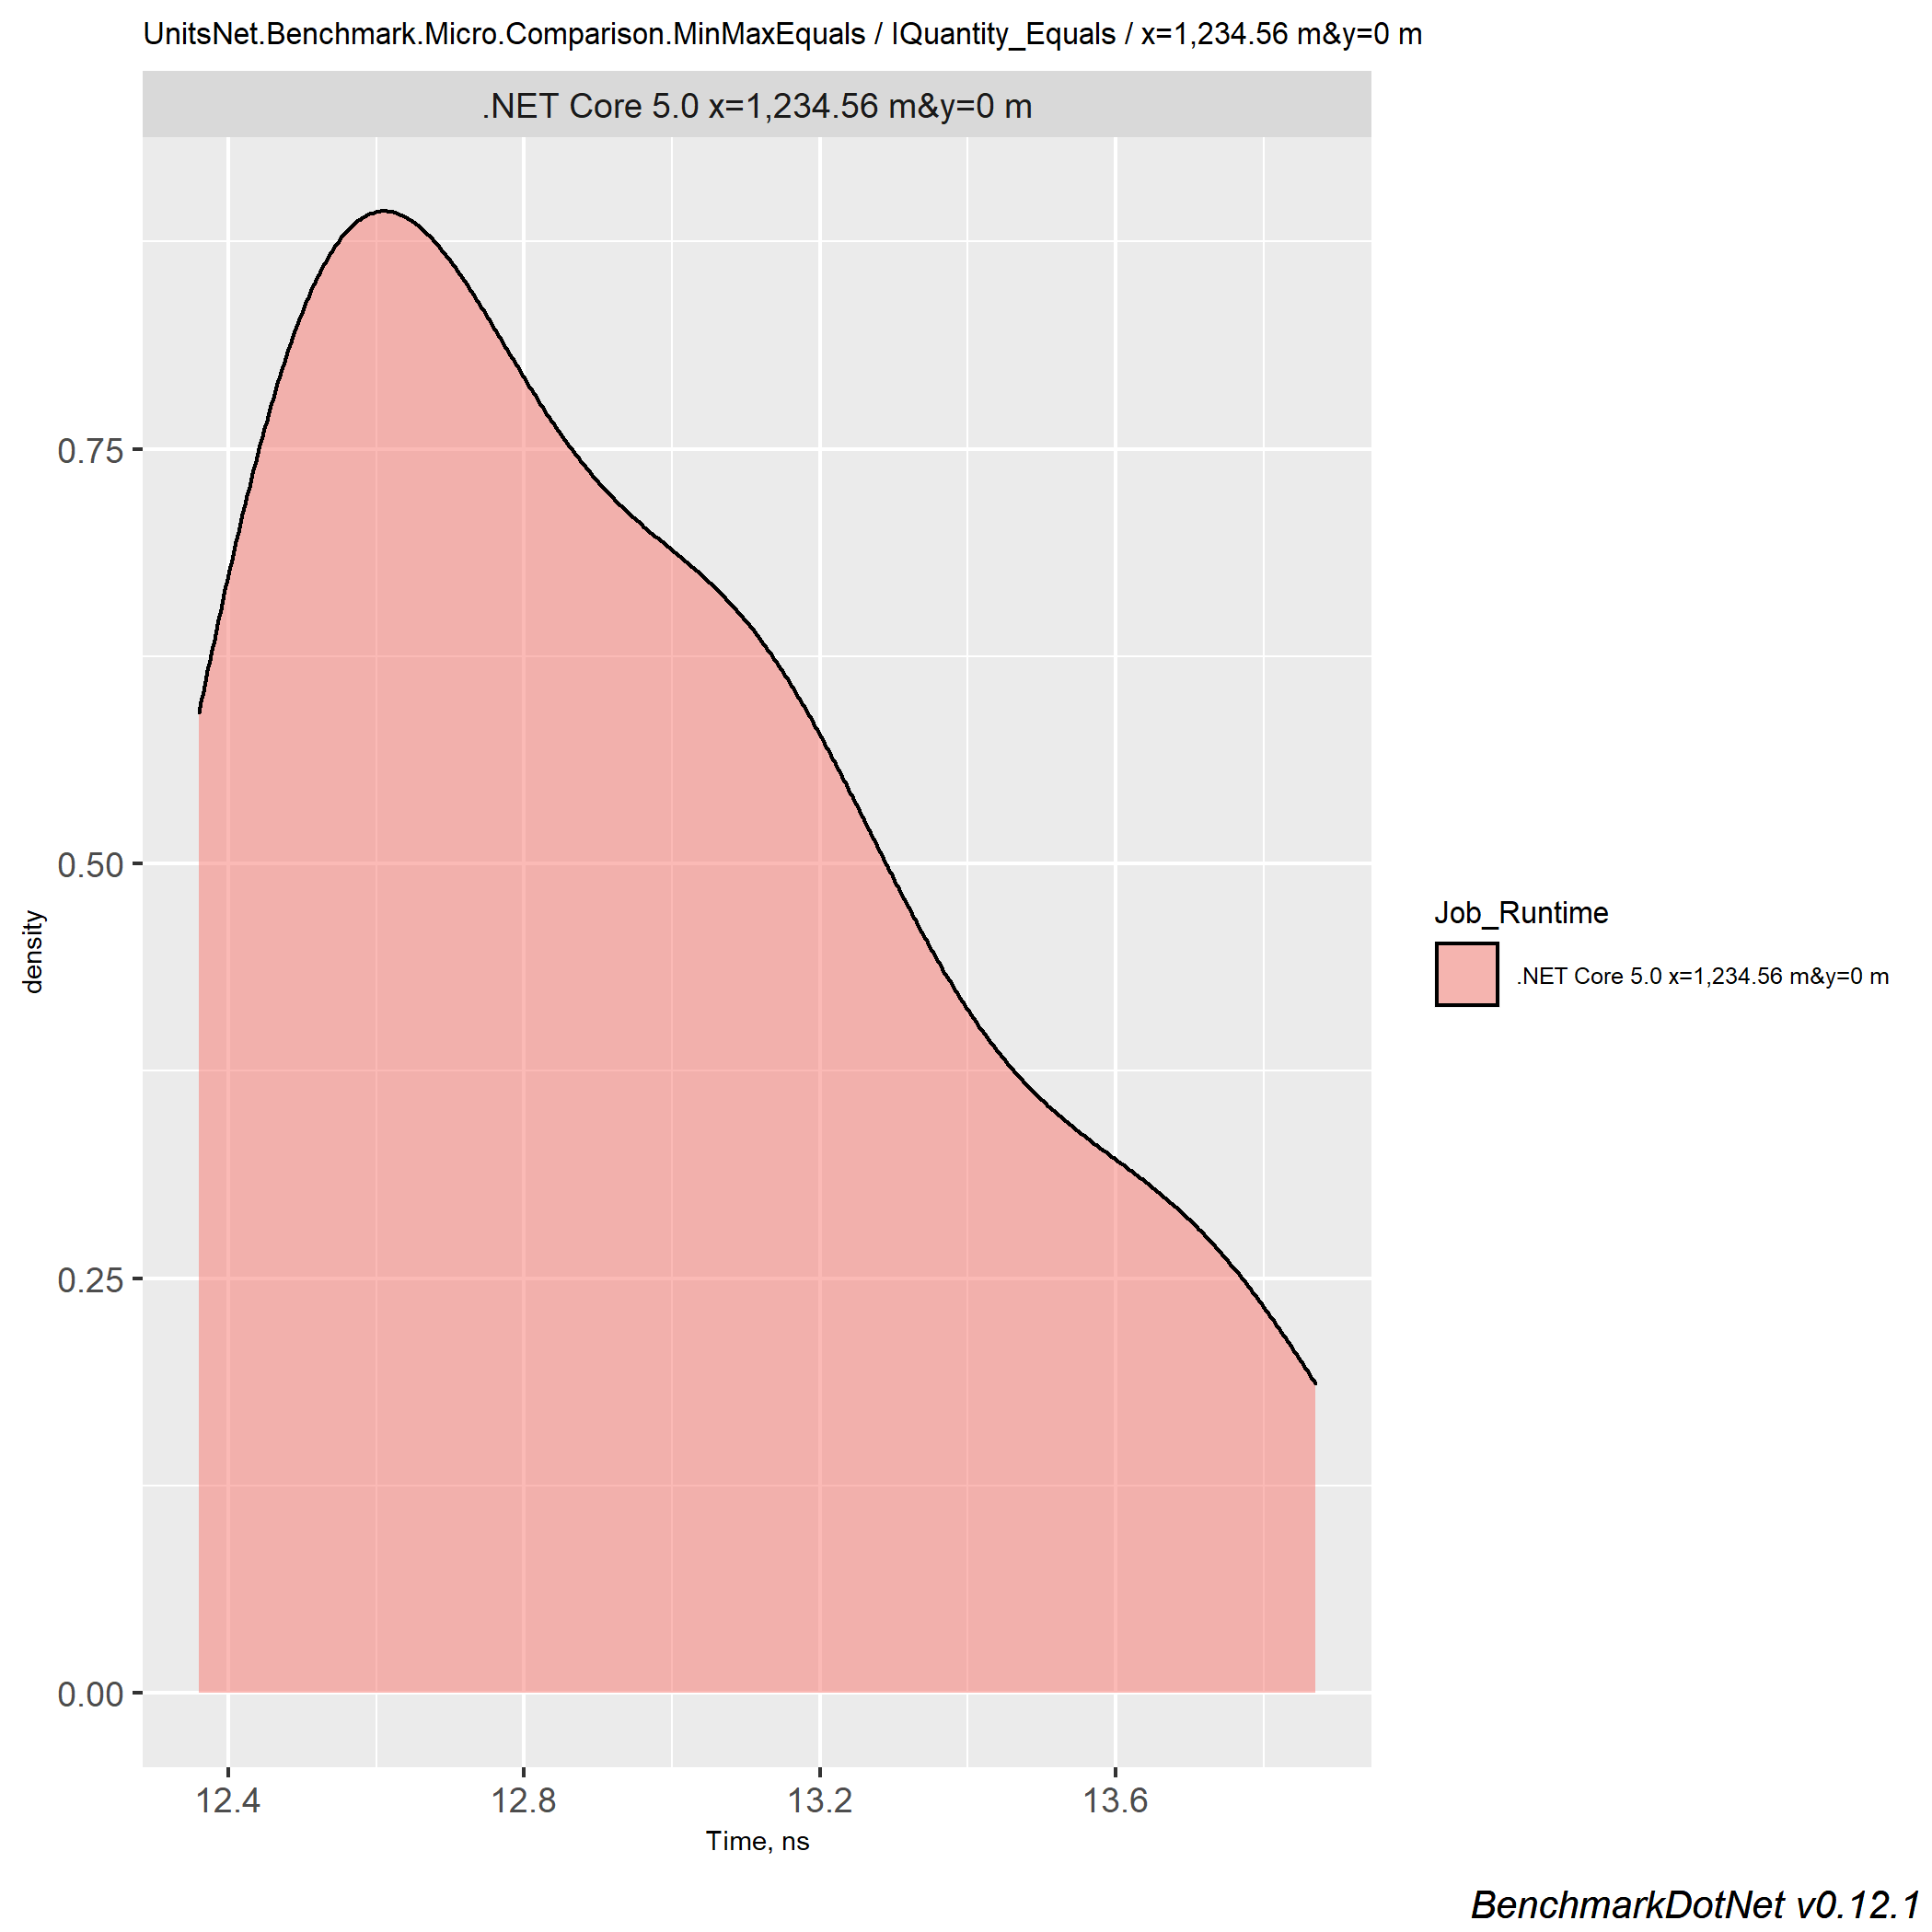 UnitsNet.Benchmark.Micro.Comparison.MinMaxEquals / IQuantity_Equals / x=1,234.56 m&y=0 m
.NET Core 5.0 x=1,234.56 m&y=0 m
0.75
0.50
0.25
0.00
density
12.4 12.8 13.2 13.6
Time, ns
Job_Runtime
.NET Core 5.0 x=1,234.56 m&y=0 m
BenchmarkDotNet v0.12.1